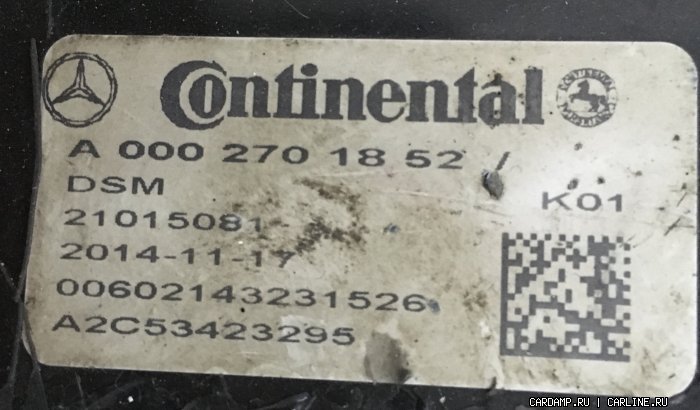 Continental
A 000 270 18 52 /
DSM
K01
21015081
2014-11-17
00602143231526
A2C53423295
CARDAMP.RU | CARLINE.RU